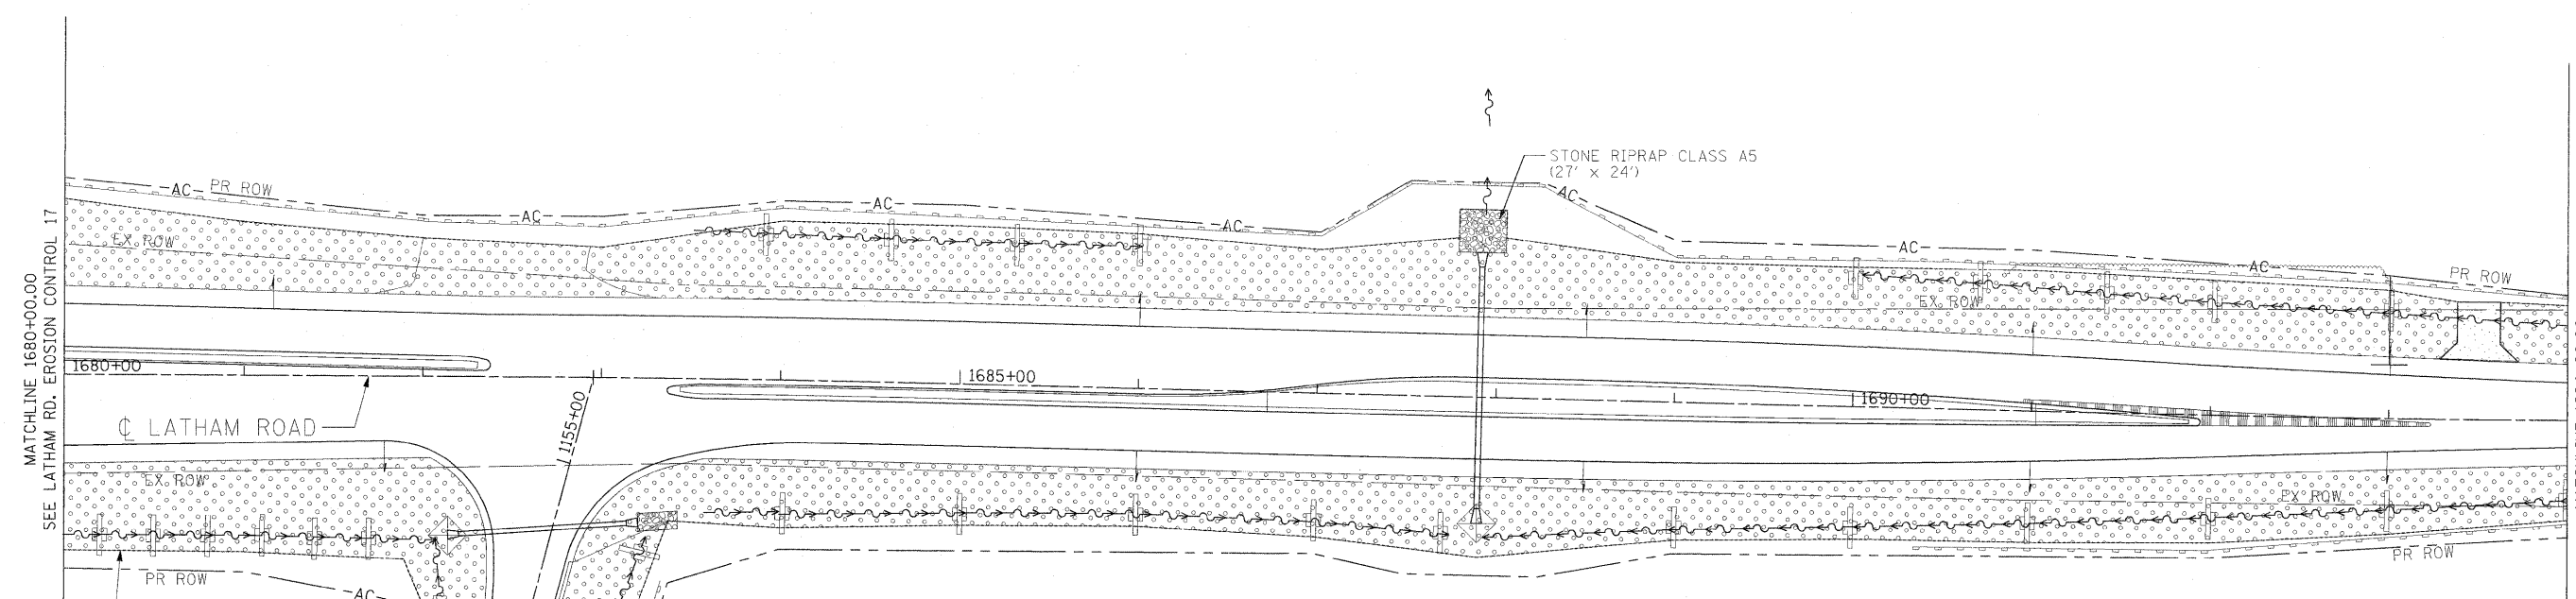 STONE RIPRAP CLASS A5
(27' x 24')
AC
PR ROW
AC
AC
AC
AC
AC
AC
PR ROW
EX ROW
EX ROW
MATCHLINE 1680+00.00
SEE LATHAM RD. EROSION CONTROL 17
1680+00
1685+00
1690+00
℄ LATHAM ROAD
1155+00
EX ROW
EX ROW
PR ROW
PR ROW
AC